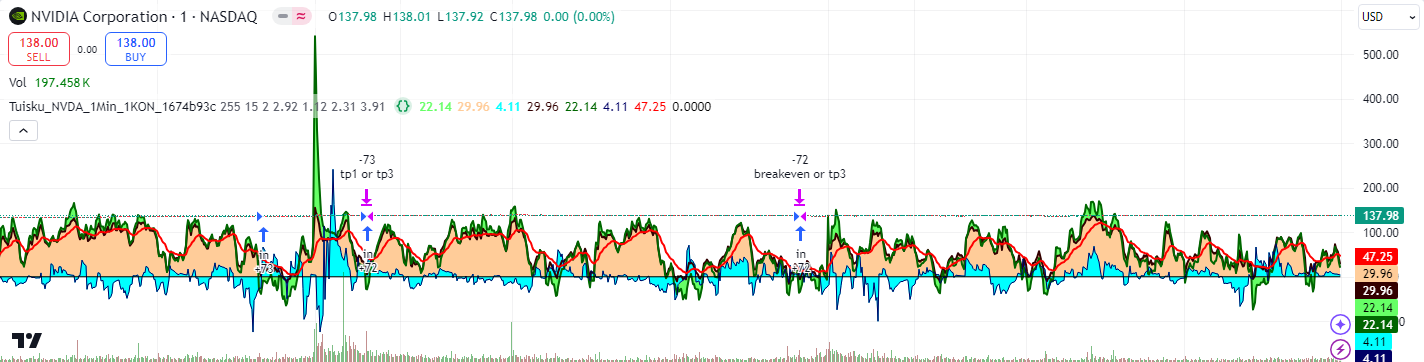 NVIDIA Corporation · 1 · NASDAQ O137.98 H138.01 L137.92 C137.98 0.00 (0.00%)
USD
138.00
SELL
0.00
138.00
BUY
Vol 197.458 K
Tuisku_NVDA_1Min_1KON_1674b93c 255 15 2 2.92 1.12 2.31 3.91 {} 22.14 29.96 4.11 29.96 22.14 4.11 47.25 0.0000
500.00
400.00
300.00
200.00
137.98
100.00
47.25
29.96
29.96
22.14
22.14
4.11
4.11
-73
tp1 or tp3
-72
breakeven or tp3
in
+73
in
+72
in
+72